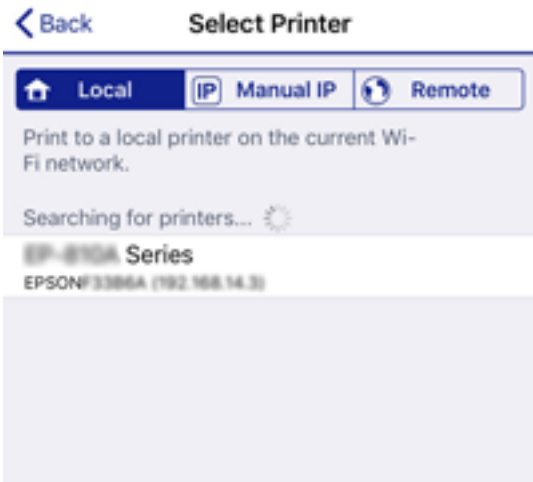 Back
Select Printer
Local
IP
Manual IP
Remote
Print to a local printer on the current Wi-
Fi network.
Searching for printers...
Series
EPSON